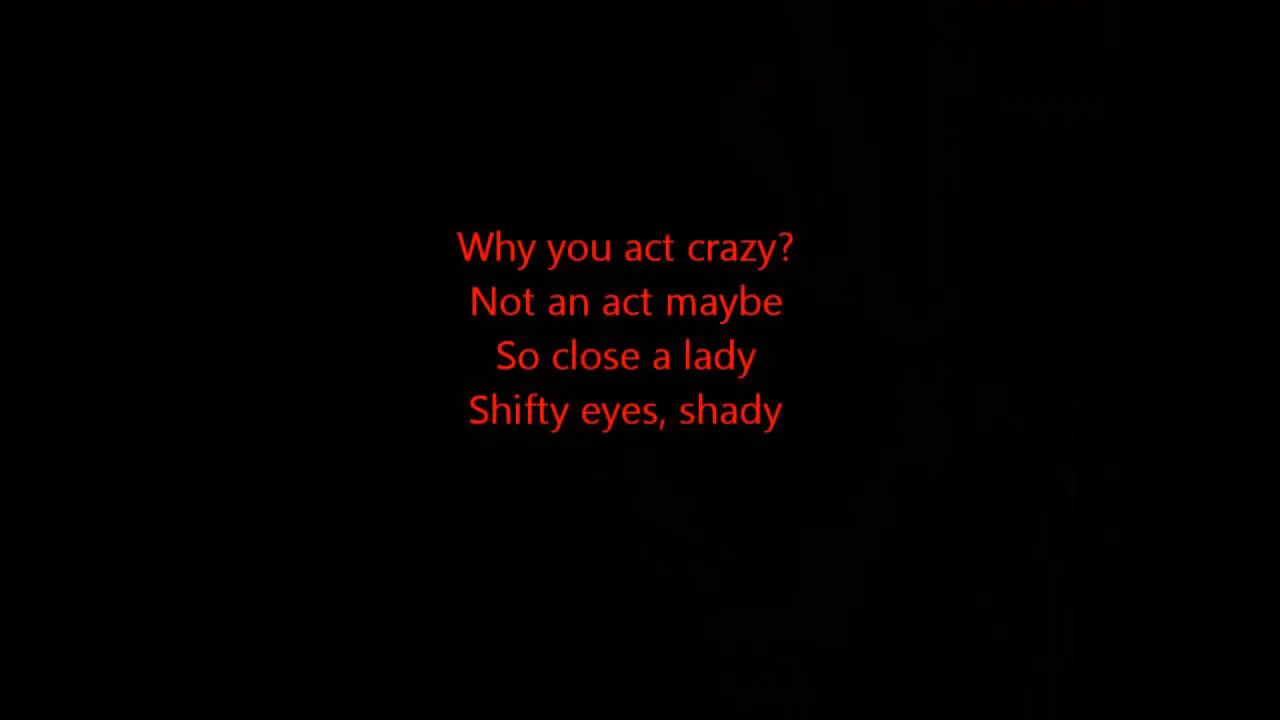 Why you act crazy?
Not an act maybe
So close a lady
Shifty eyes, shady